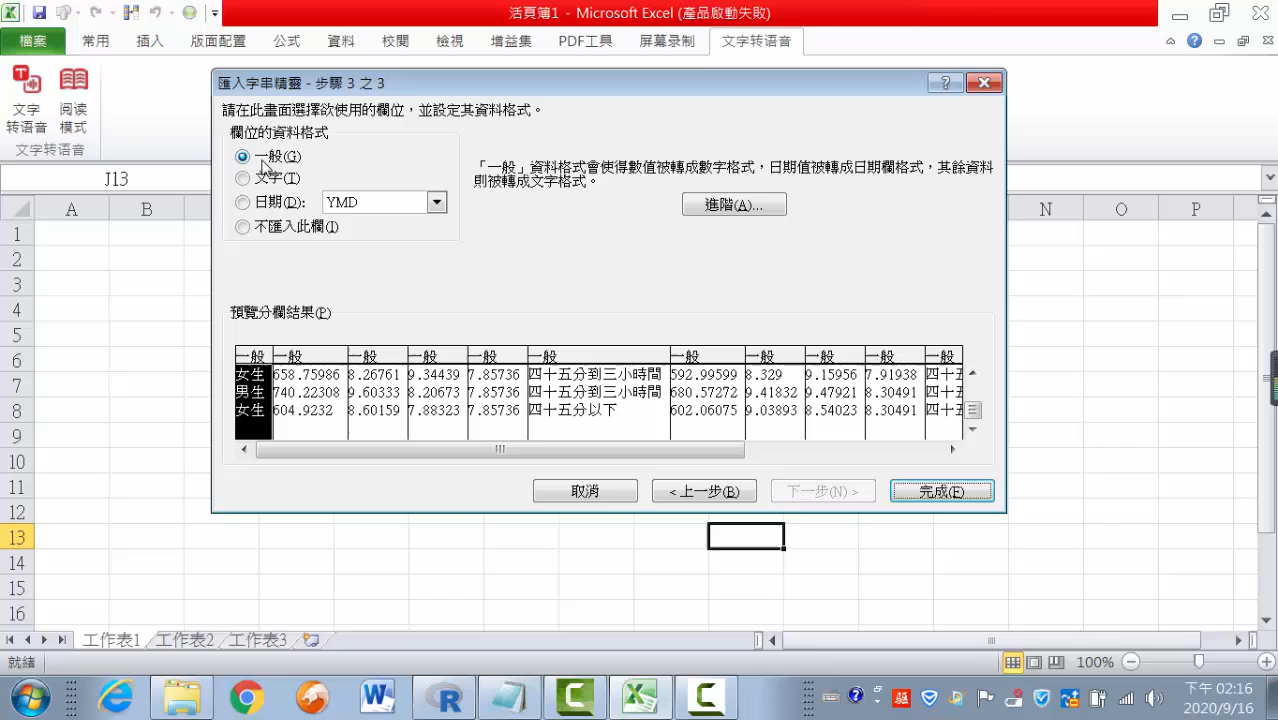 活頁簿1 - Microsoft Excel (產品啟動失敗)
檔案 常用 插入 版面配置 公式 資料 校閱 檢視 增益集 PDF工具 屏幕录制 文字转语音
文字 阅读
转语音 模式
文字转语音
J13
匯入字串精靈 - 步驟 3 之 3
請在此畫面選擇欲使用的欄位，並設定其資料格式。
欄位的資料格式
一般(G)
文字(T)
日期(D): YMD
不匯入此欄(I)
「一般」資料格式會使得數值被轉成數字格式，日期值被轉成日期欄格式，其餘資料
則被轉成文字格式。
進階(A)...
預覽分欄結果(P)
一般 一般 一般 一般 一般 一般 一般 一般 一般 一般 一般
女生 658.75986 8.26761 9.34439 7.85736 四十五分到三小時間 592.99599 8.329 9.15956 7.91938 四十五
男生 740.22308 9.60333 8.20673 7.85736 四十五分到三小時間 680.57272 9.41832 9.47921 8.30491 四十五
女生 604.9232 8.60159 7.88323 7.85736 四十五分以下 602.06075 9.03893 8.54023 8.30491 四十五
取消 < 上一步(B) 下一步(N) > 完成(F)
A B N O P
1
2
3
4
5
6
7
8
9
10
11
12
13
14
15
16
工作表1 工作表2 工作表3
就緒 100%
下午 02:16
2020/9/16